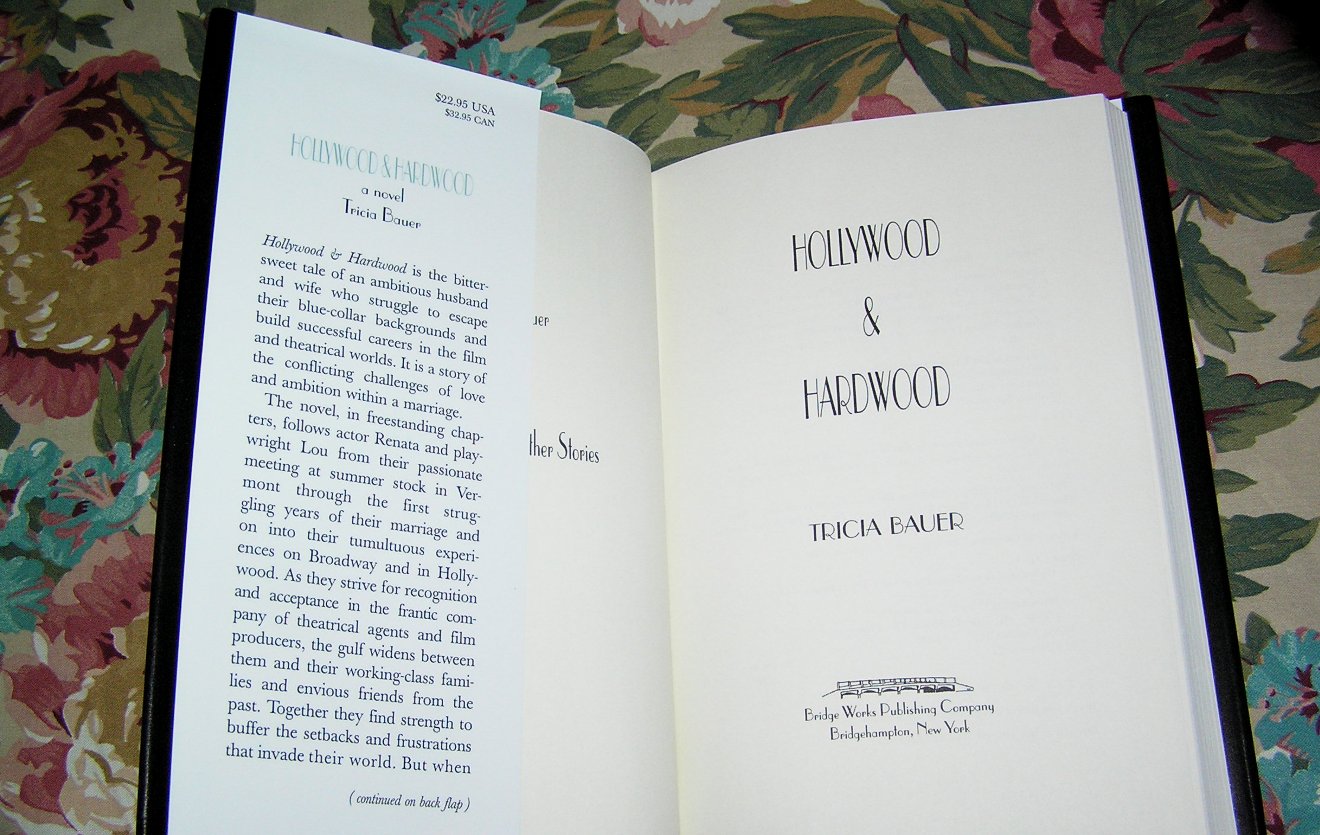 $22.95 USA
$32.95 CAN
HOLLYWOOD & HARDWOOD
a novel
Tricia Bauer
Hollywood & Hardwood is the bitter-
sweet tale of an ambitious husband
and wife who struggle to escape
their blue-collar backgrounds and
build successful careers in the film
and theatrical worlds. It is a story of
the conflicting challenges of love
and ambition within a marriage.
The novel, in freestanding chap-
ters, follows actor Renata and play-
wright Lou from their passionate
meeting at summer stock in Ver-
mont through the first strug-
gling years of their marriage and
on into their tumultuous experi-
ences on Broadway and in Holly-
wood. As they strive for recognition
and acceptance in the frantic com-
pany of theatrical agents and film
producers, the gulf widens between
them and their working-class fami-
lies and envious friends from the
past. Together they find strength to
buffer the setbacks and frustrations
that invade their world. But when
( continued on back flap )
uer
ther Stories
HOLLYWOOD
&
HARDWOOD
TRICIA BAUER
Bridge Works Publishing Company
Bridgehampton, New York